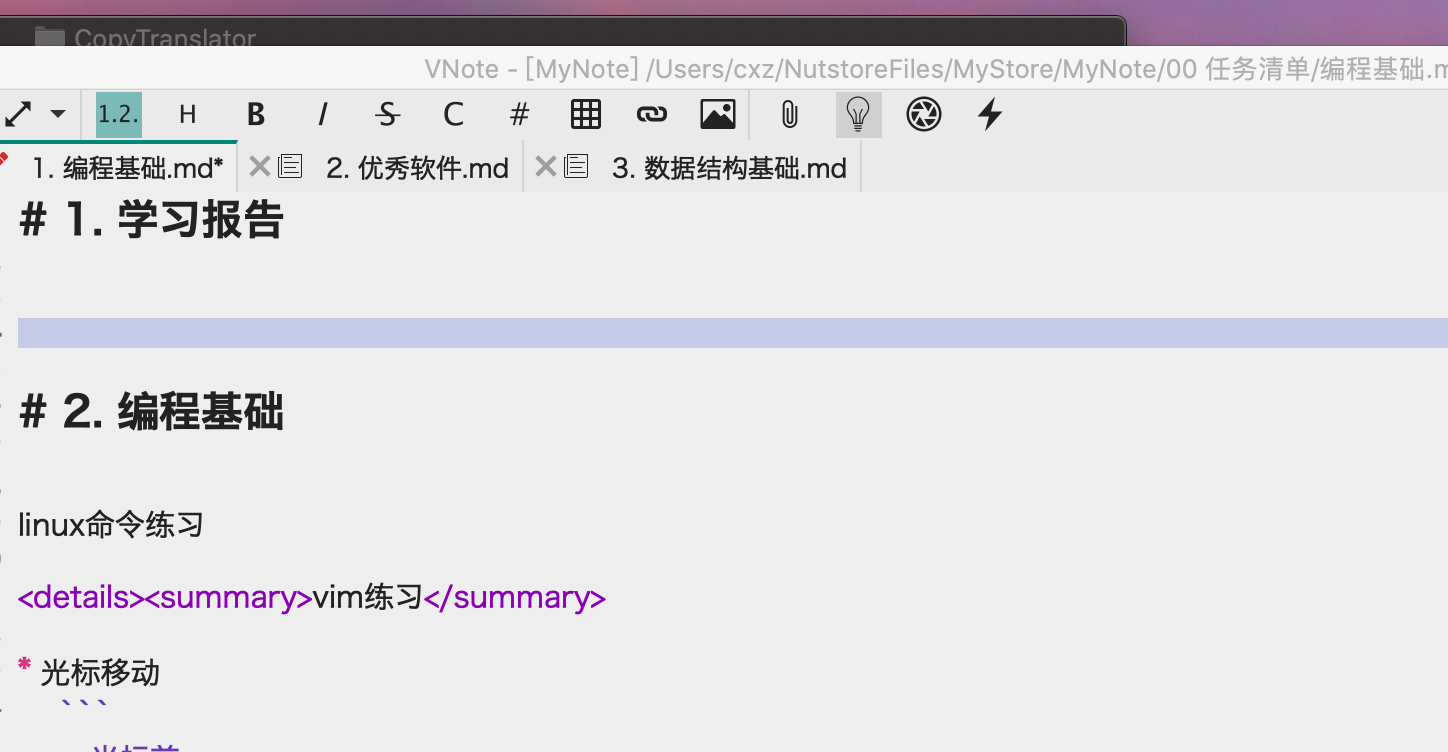 CopyTranslator
VNote - [MyNote] /Users/cxz/NutstoreFiles/MyStore/MyNote/00 任务清单/编程基础.m
1.2. H B I S C #
1. 编程基础.md* 2. 优秀软件.md 3. 数据结构基础.md
# 1. 学习报告
# 2. 编程基础
linux命令练习
<details><summary>vim练习</summary>
* 光标移动
```